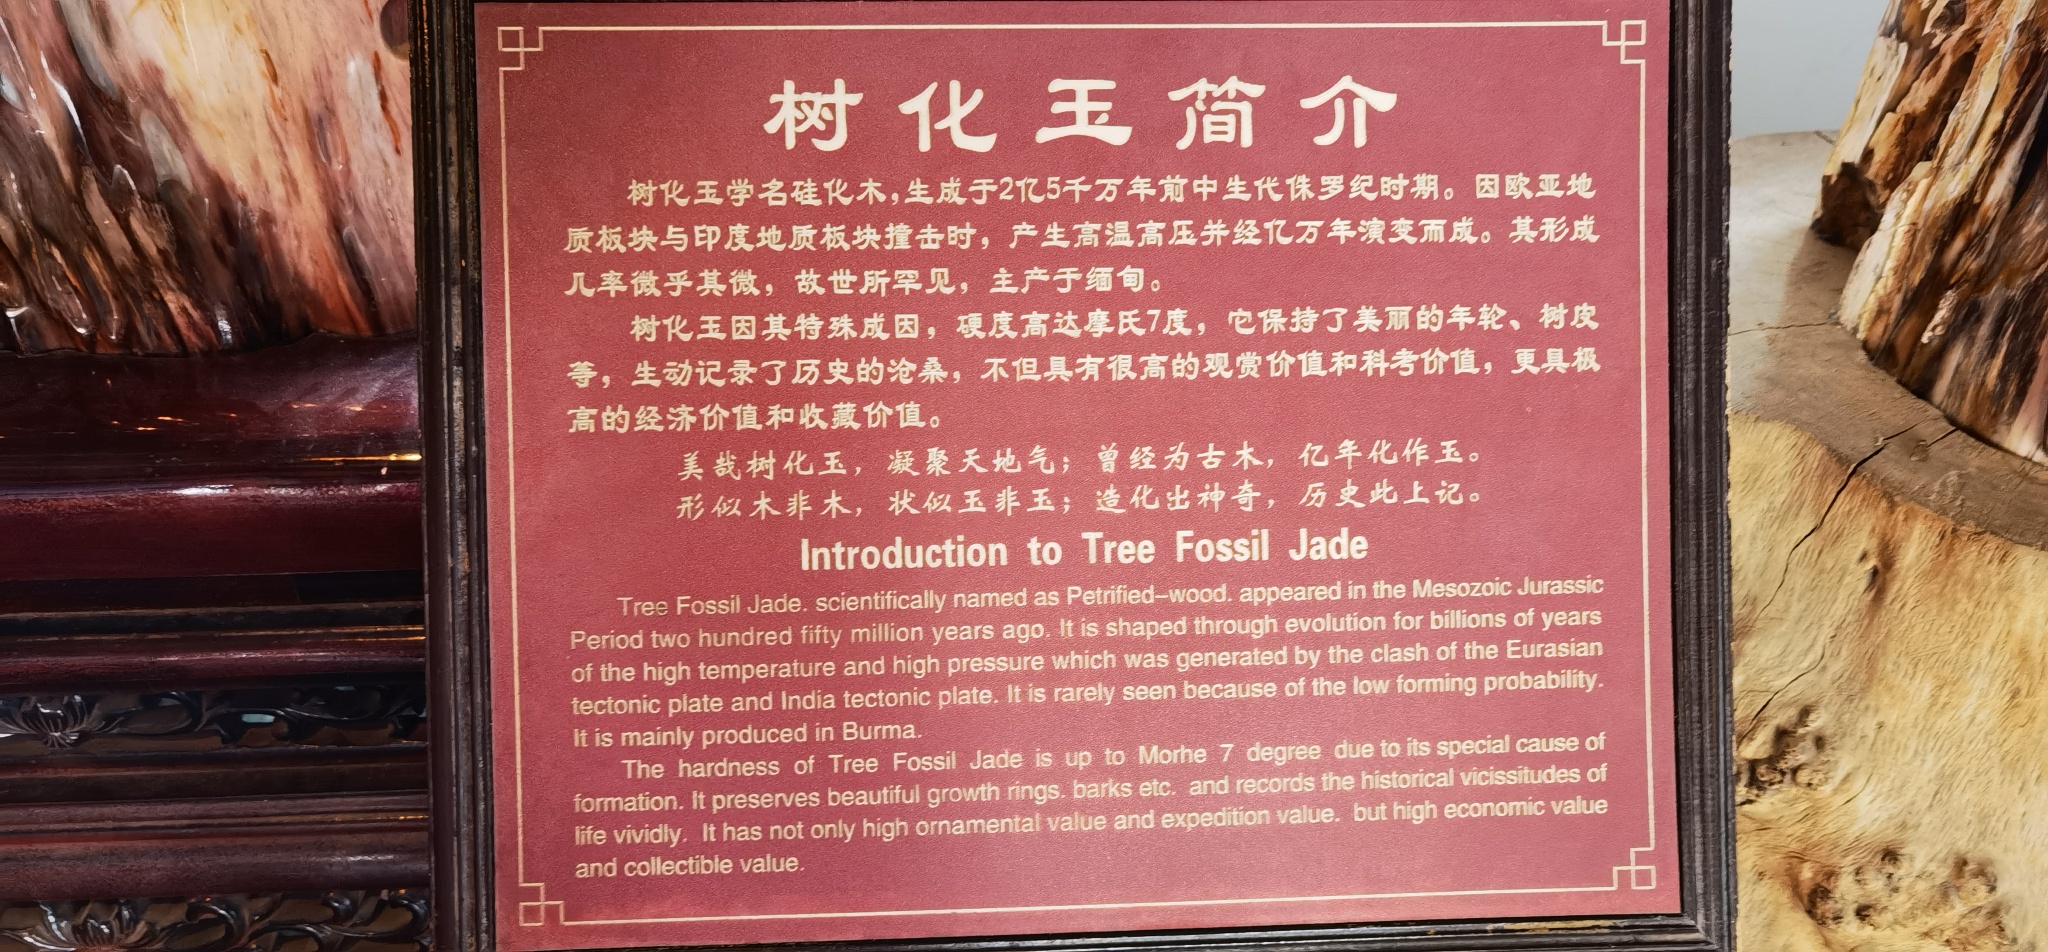 树化玉简介
树化玉学名硅化木,生成于2亿5千万年前中生代侏罗纪时期。因欧亚地
质板块与印度地质板块撞击时，产生高温高压并经亿万年演变而成。其形成
几率微乎其微，故世所罕见，主产于缅甸。
树化玉因其特殊成因，硬度高达摩氏7度，它保持了美丽的年轮、树皮
等，生动记录了历史的沧桑，不但具有很高的观赏价值和科考价值，更具极
高的经济价值和收藏价值。
美哉树化玉，凝聚天地气；曾经为古木，亿年化作玉。
形似木非木，状似玉非玉；造化出神奇，历史此上记。
Introduction to Tree Fossil Jade
Tree Fossil Jade. scientifically named as Petrified-wood. appeared in the Mesozoic Jurassic
Period two hundred fifty million years ago. It is shaped through evolution for billions of years
of the high temperature and high pressure which was generated by the clash of the Eurasian
tectonic plate and India tectonic plate. It is rarely seen because of the low forming probability.
It is mainly produced in Burma.
The hardness of Tree Fossil Jade is up to Morhe 7 degree due to its special cause of
formation. It preserves beautiful growth rings. barks etc. and records the historical vicissitudes of
life vividly. It has not only high ornamental value and expedition value. but high economic value
and collectible value.